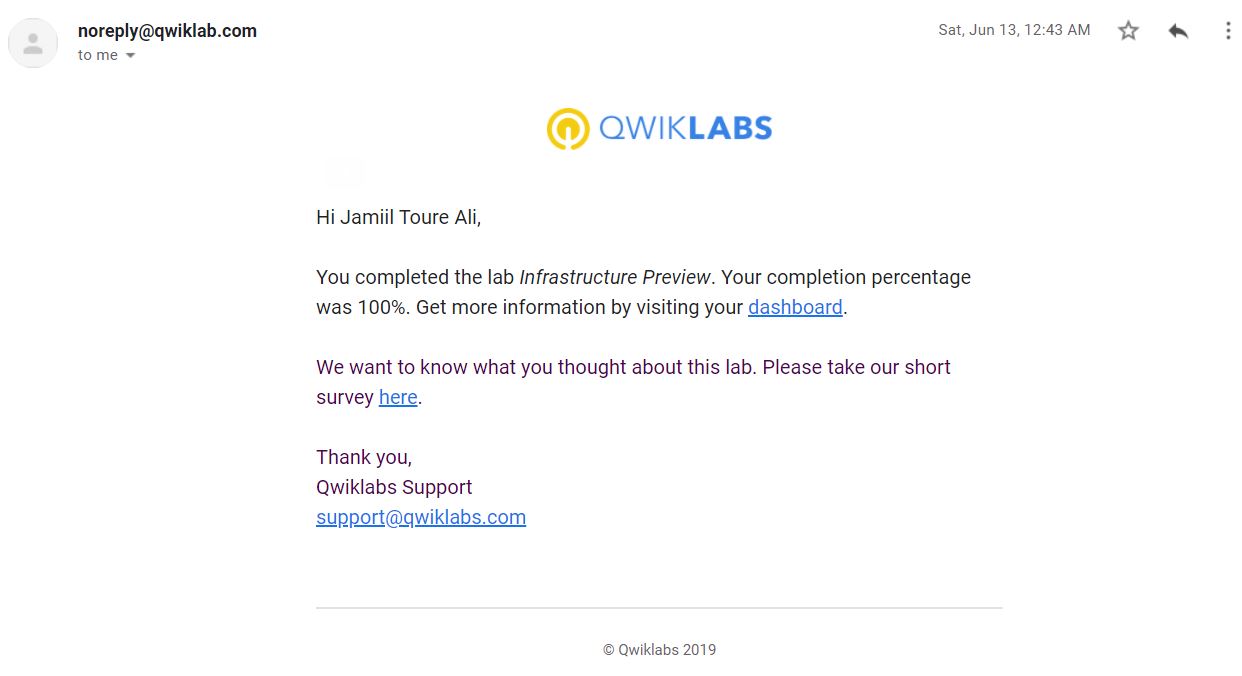 noreply@qwiklab.com
Sat, Jun 13, 12:43 AM
to me
QWIKLABS
Hi Jamiil Toure Ali,
You completed the lab Infrastructure Preview. Your completion percentage
was 100%. Get more information by visiting your dashboard.
We want to know what you thought about this lab. Please take our short
survey here.
Thank you,
Qwiklabs Support
support@qwiklabs.com
© Qwiklabs 2019